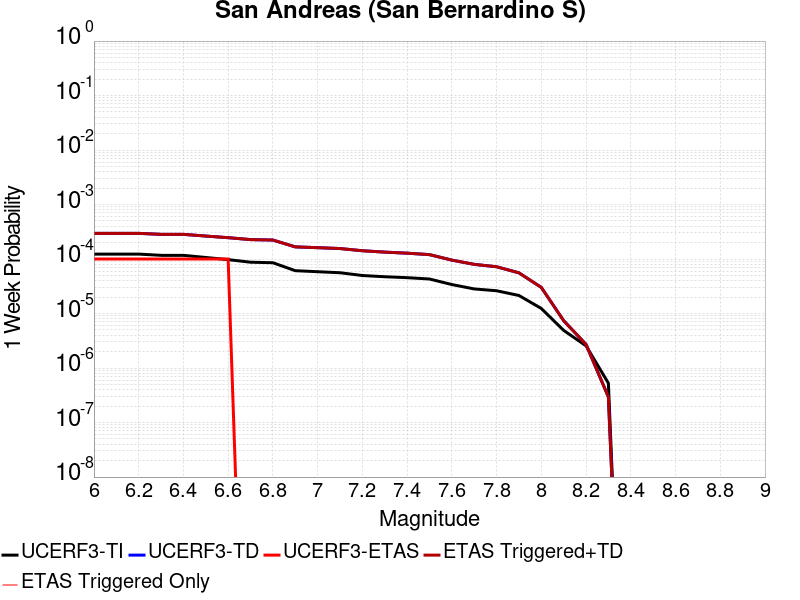 San Andreas (San Bernardino S)
10^0
10^-1
10^-2
10^-3
10^-4
10^-5
10^-6
10^-7
10^-8
1 Week Probability
6 6.2 6.4 6.6 6.8 7 7.2 7.4 7.6 7.8 8 8.2 8.4 8.6 8.8 9
Magnitude
UCERF3-TI UCERF3-TD UCERF3-ETAS ETAS Triggered+TD
ETAS Triggered Only